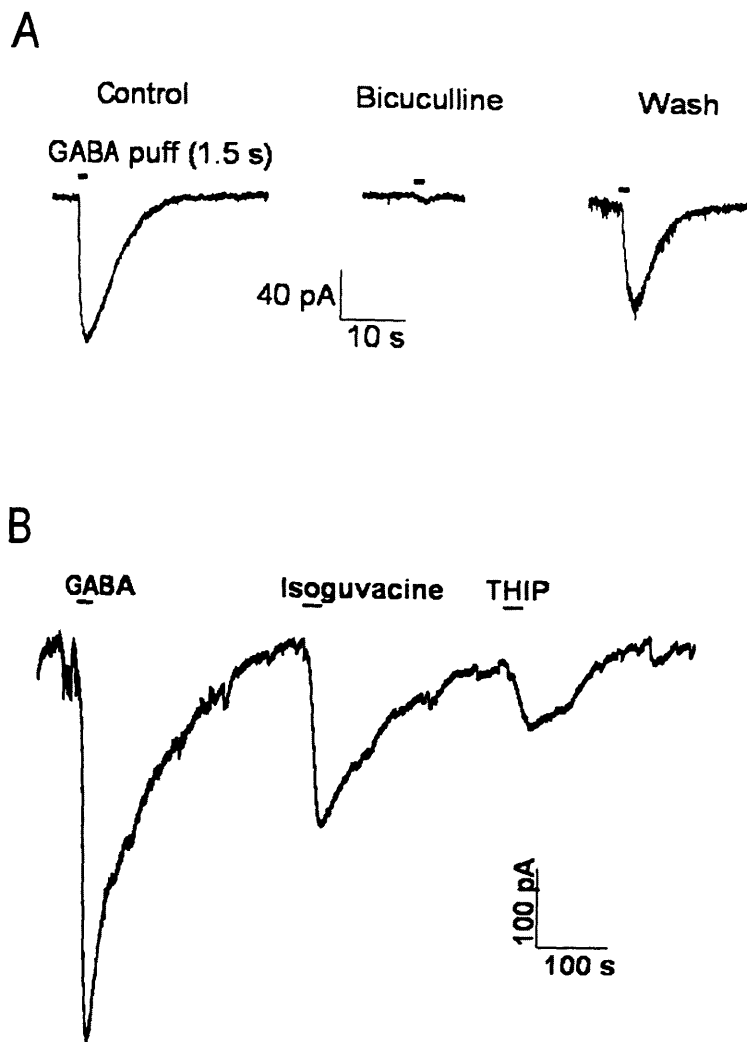 A
Control
Bicuculline
Wash
GABA puff (1.5 s)
40 pA
10 s
B
GABA
Isoguvacine
THIP
100 pA
100 s